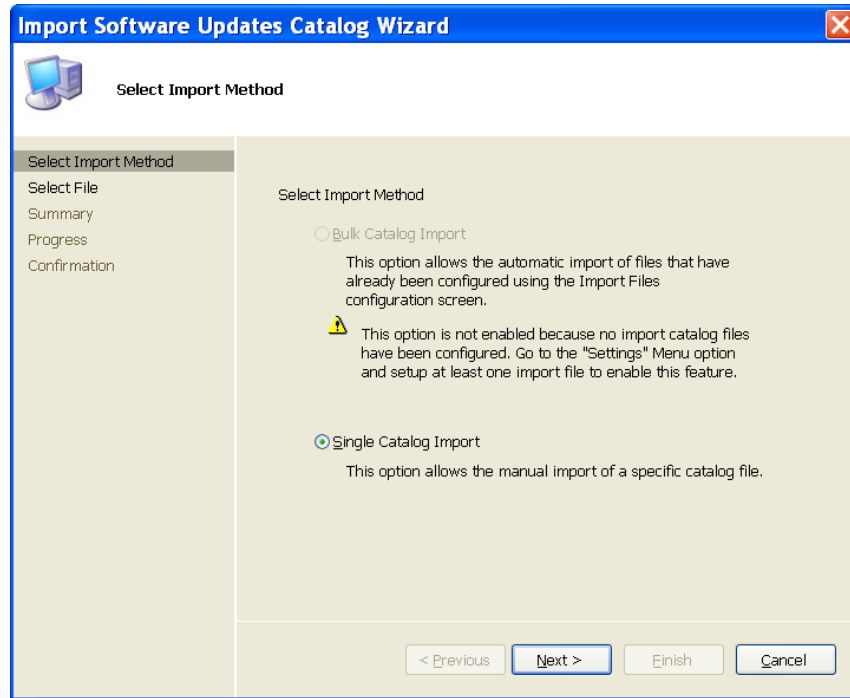 Import Software Updates Catalog Wizard
Select Import Method
Select Import Method
Select File
Summary
Progress
Confirmation
Select Import Method
Bulk Catalog Import
This option allows the automatic import of files that have
already been configured using the Import Files
configuration screen.
This option is not enabled because no import catalog files
have been configured. Go to the "Settings" Menu option
and setup at least one import file to enable this feature.
Single Catalog Import
This option allows the manual import of a specific catalog file.
< Previous
Next >
Finish
Cancel